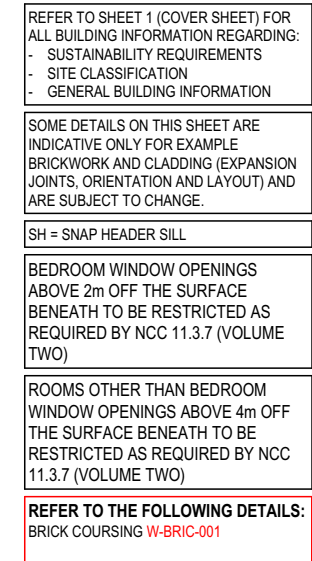 REFER TO SHEET 1 (COVER SHEET) FOR
ALL BUILDING INFORMATION REGARDING:
- SUSTAINABILITY REQUIREMENTS
- SITE CLASSIFICATION
- GENERAL BUILDING INFORMATION
SOME DETAILS ON THIS SHEET ARE
INDICATIVE ONLY FOR EXAMPLE
BRICKWORK AND CLADDING (EXPANSION
JOINTS, ORIENTATION AND LAYOUT) AND
ARE SUBJECT TO CHANGE.
SH = SNAP HEADER SILL
BEDROOM WINDOW OPENINGS
ABOVE 2m OFF THE SURFACE
BENEATH TO BE RESTRICTED AS
REQUIRED BY NCC 11.3.7 (VOLUME
TWO)
ROOMS OTHER THAN BEDROOM
WINDOW OPENINGS ABOVE 4m OFF
THE SURFACE BENEATH TO BE
RESTRICTED AS REQUIRED BY NCC
11.3.7 (VOLUME TWO)
REFER TO THE FOLLOWING DETAILS:
BRICK COURSING W-BRIC-001